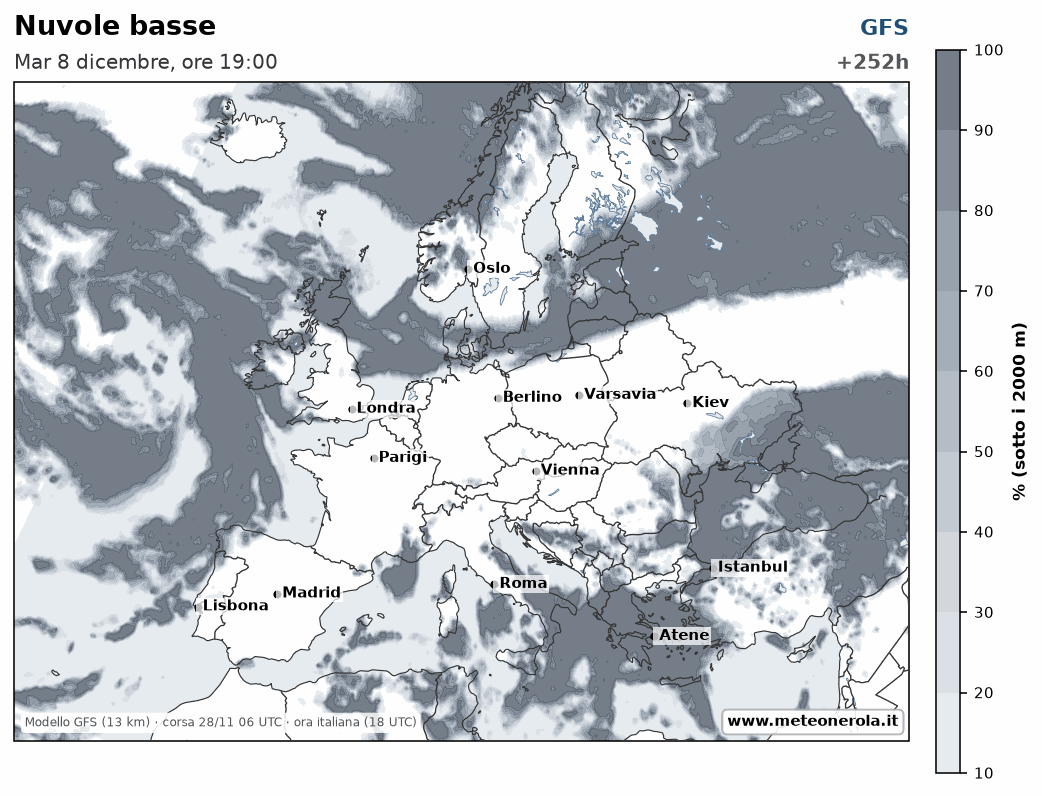 Nuvole basse
GFS
Mar 8 dicembre, ore 19:00
+252h
100
90
80
70
60
50
40
30
20
10
% (sotto i 2000 m)
Oslo
Londra
Berlino
Varsavia
Kiev
Parigi
Vienna
Istanbul
Roma
Madrid
Lisbona
Atene
Modello GFS (13 km) · corsa 28/11 06 UTC · ora italiana (18 UTC)
www.meteonerola.it